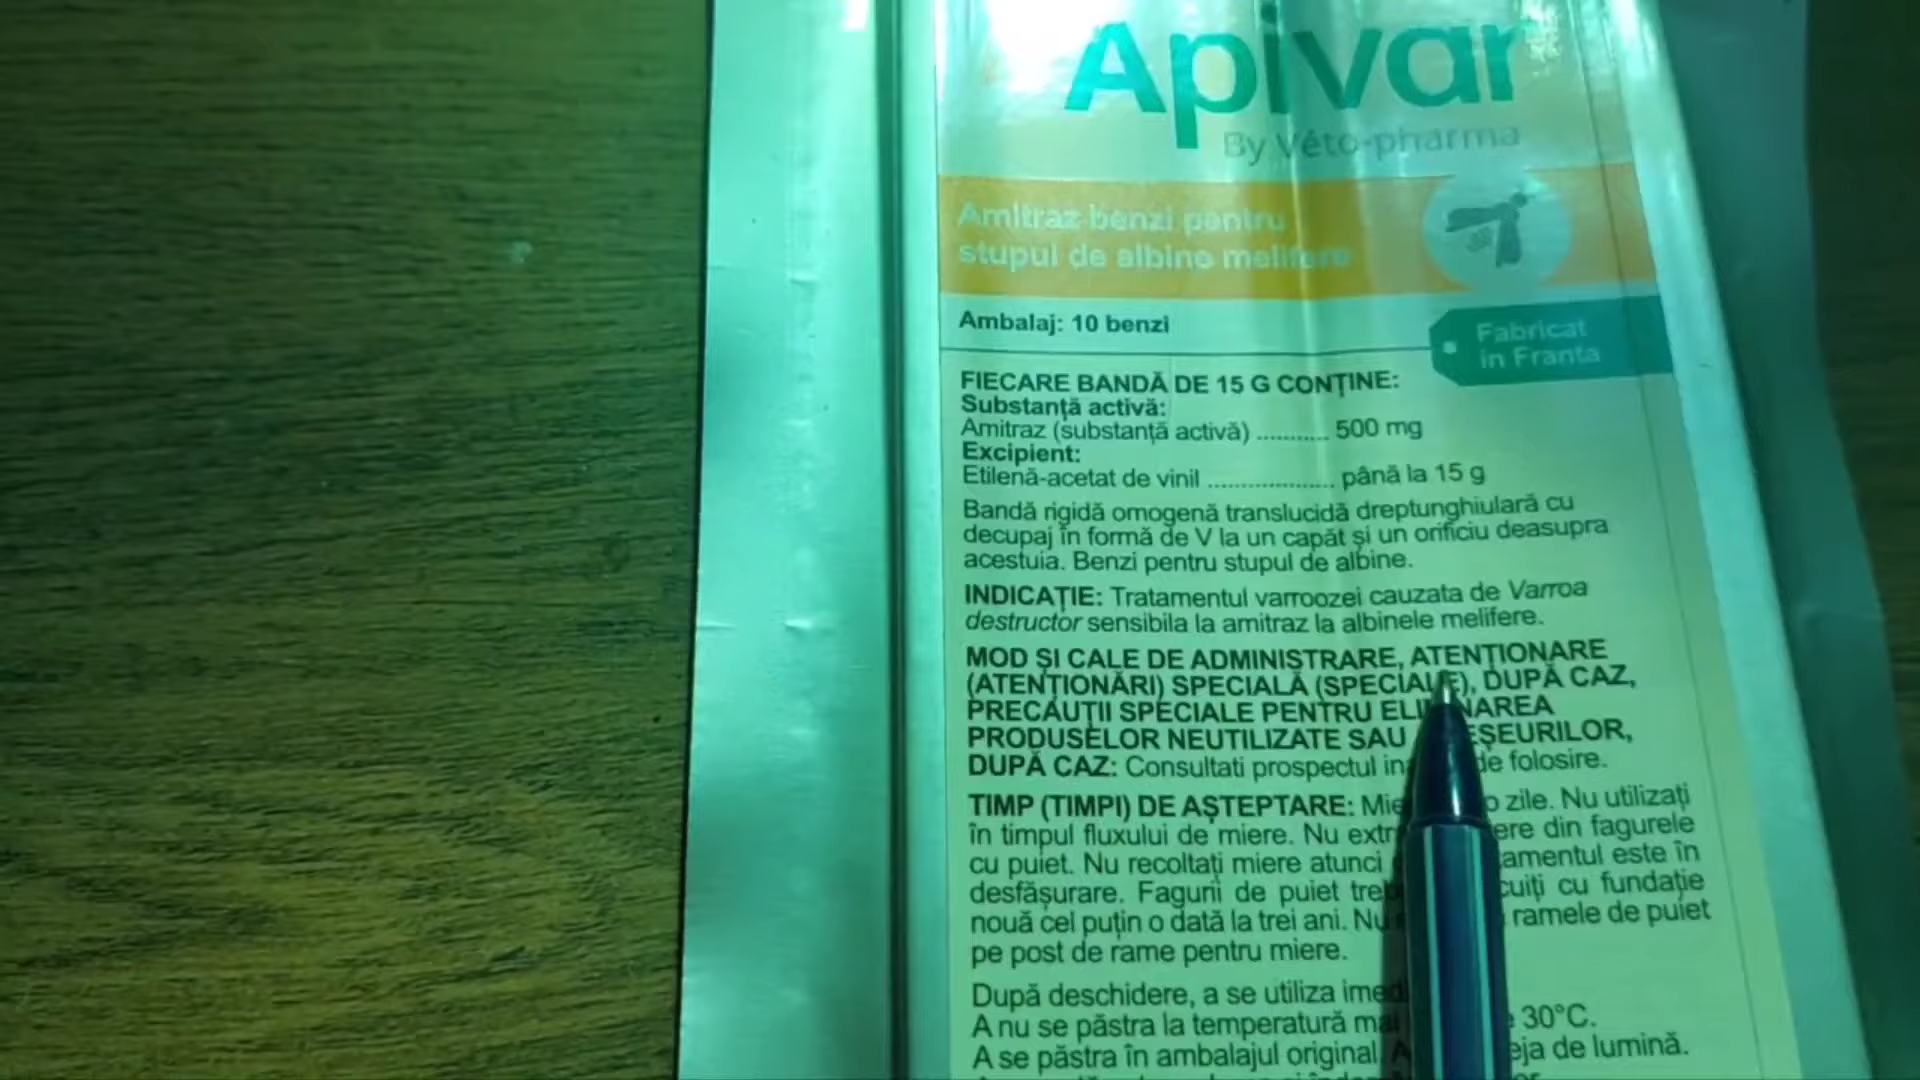 Apivar
By Véto-pharma
Amitraz benzi pentru
stupul de albine melifere
Ambalaj: 10 benzi
Fabricat
in Franta
FIECARE BANDĂ DE 15 G CONȚINE:
Substanță activă:
Amitraz (substanță activă) ........... 500 mg
Excipient:
Etilenă-acetat de vinil ................... până la 15 g
Bandă rigidă omogenă translucidă dreptunghiulară cu
decupaj în formă de V la un capăt și un orificiu deasupra
acestuia. Benzi pentru stupul de albine.
INDICAȚIE: Tratamentul varroozei cauzata de Varroa
destructor sensibila la amitraz la albinele melifere.
MOD ȘI CALE DE ADMINISTRARE, ATENȚIONARE
(ATENȚIONĂRI) SPECIALĂ (SPECIALE), DUPĂ CAZ,
PRECAUȚII SPECIALE PENTRU
PRODUSELOR NEUTILIZATE SAU
DUPĂ CAZ: Consultati prospectul de folosire.
TIMP (TIMPI) DE AȘTEPTARE: zile. Nu utilizați
în timpul fluxului de miere. Nu din fagurele
cu puiet. Nu recoltați miere atunci este în
desfășurare. Fagurii de puiet cu fundație
nouă cel puțin o dată la trei ani. ramele de puiet
pe post de rame pentru miere.
După deschidere, a se utiliza
A nu se păstra la temperatură 30°C.
A se păstra în ambalajul original. de lumină.